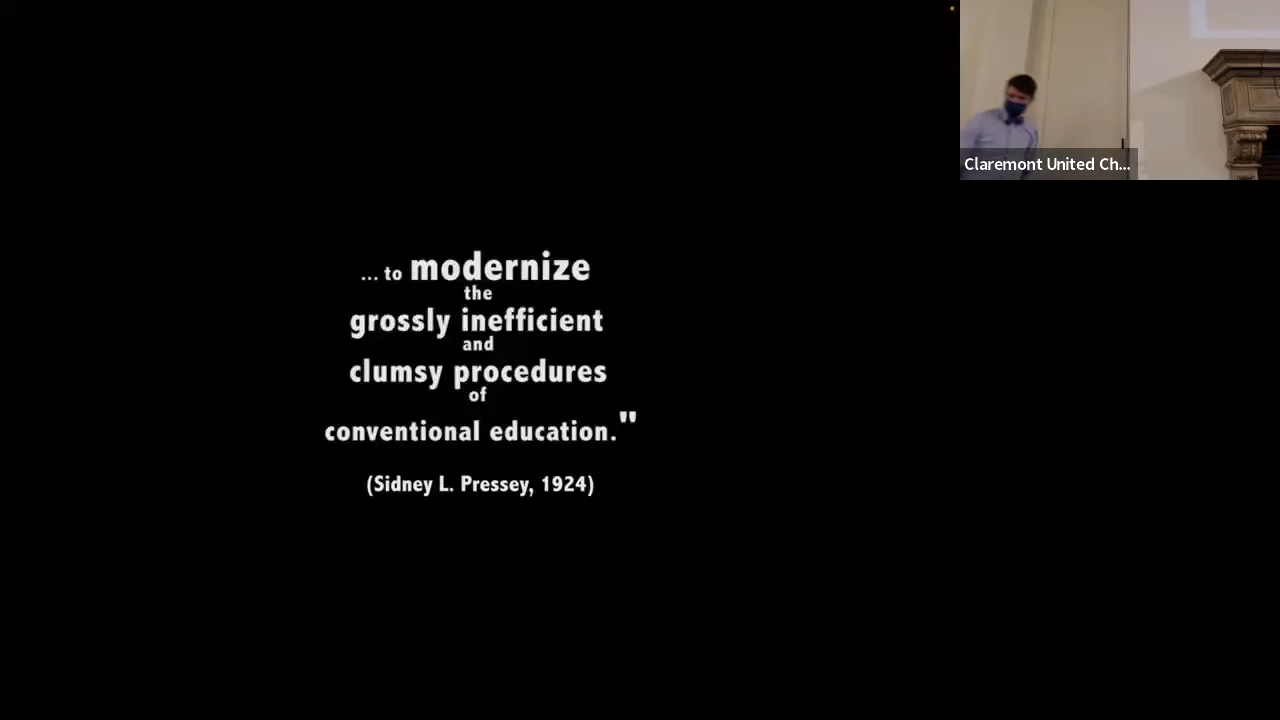 ... to modernize
the
grossly inefficient
and
clumsy procedures
of
conventional education."
(Sidney L. Pressey, 1924)
Claremont United Ch...